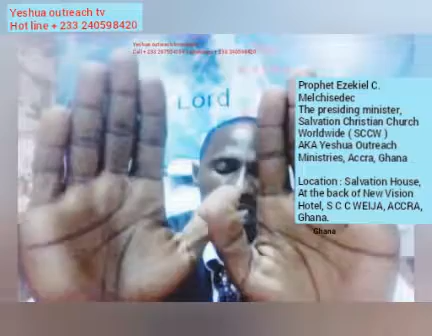 Yeshua outreach tv
Hot line + 233 240598420
Lord
Prophet Ezekiel C.
Melchisedec
The presiding minister,
Salvation Christian Church
Worldwide ( SCCW )
AKA Yeshua Outreach
Ministries, Accra, Ghana
Location : Salvation House,
At the back of New Vision
Hotel, S C C WEIJA, ACCRA,
Ghana.
Ghana